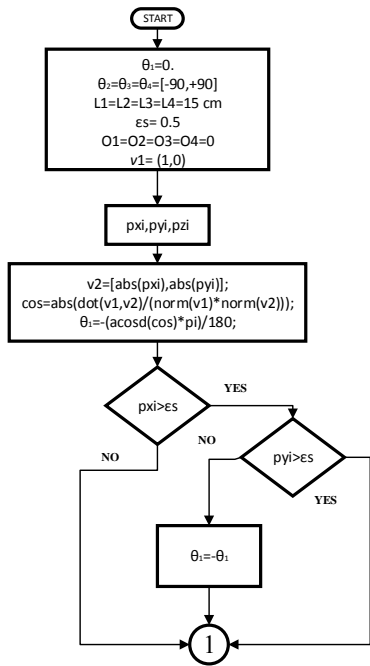 START
θ₁=0.
θ₂=θ₃=θ₄=[-90,+90]
L1=L2=L3=L4=15 cm
εs= 0.5
O1=O2=O3=O4=0
v1= (1,0)
pxi,pyi,pzi
v2=[abs(pxi),abs(pyi)];
cos=abs(dot(v1,v2)/(norm(v1)*norm(v2)));
θ₁=-(acosd(cos)*pi)/180;
pxi>εs
YES
NO
pyi>εs
NO
YES
θ₁=-θ₁
1